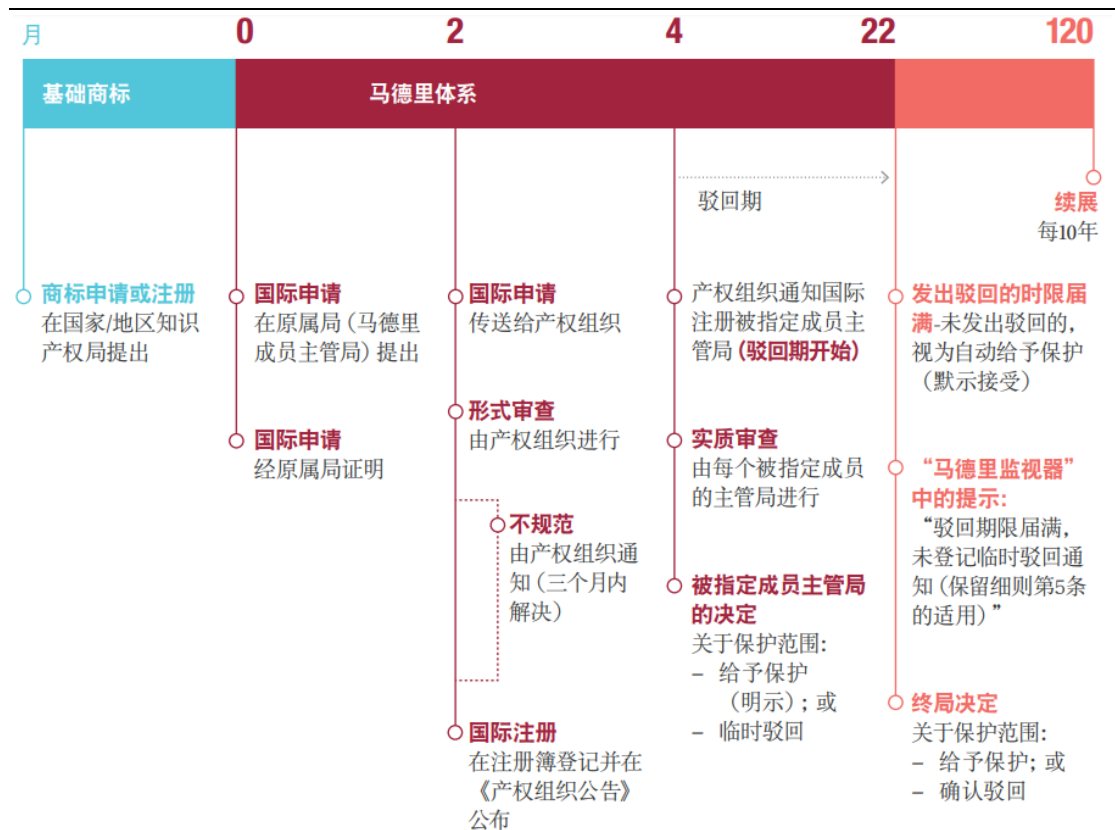 月
0
2
4
22
120
基础商标
马德里体系
驳回期
续展
每10年
商标申请或注册
在国家/地区知识
产权局提出
国际申请
在原属局（马德里
成员主管局）提出
国际申请
经原属局证明
国际申请
传送给产权组织
形式审查
由产权组织进行
不规范
由产权组织通
知（三个月内
解决）
国际注册
在注册簿登记并在
《产权组织公告》
公布
产权组织通知国际
注册被指定成员主
管局（驳回期开始）
实质审查
由每个被指定成员
的主管局进行
被指定成员主管局
的决定
关于保护范围：
– 给予保护
（明示）；或
– 临时驳回
发出驳回的时限届
满-未发出驳回的，
视为自动给予保护
（默示接受）
“马德里监视器”
中的提示：
“驳回期限届满，
未登记临时驳回通
知（保留细则第5条
的适用）”
终局决定
关于保护范围：
– 给予保护；或
– 确认驳回